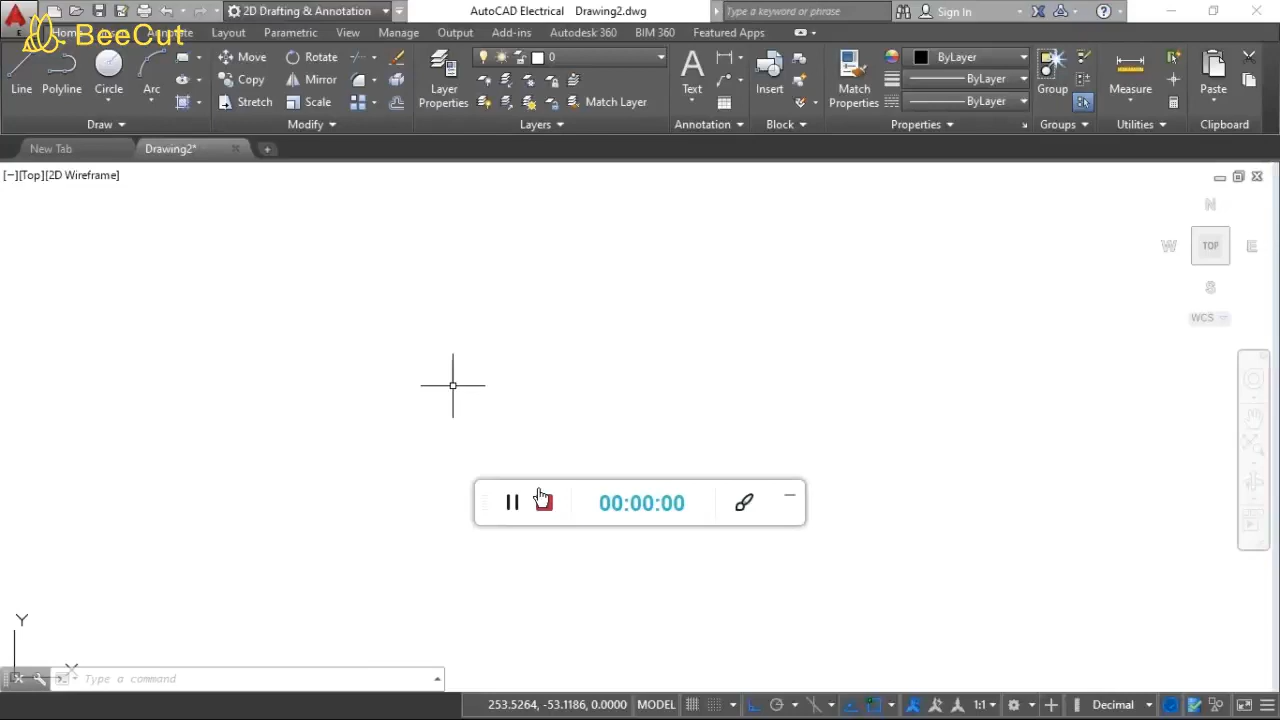 2D Drafting & Annotation
AutoCAD Electrical Drawing2.dwg
Type a keyword or phrase
Sign In
BeeCut
Layout Parametric View Manage Output Add-ins Autodesk 360 BIM 360 Featured Apps
Line Polyline Circle Arc
Move Rotate
Copy Mirror
Stretch Scale
Layer Properties
0
Match Layer
Text
Insert
Match Properties
ByLayer
ByLayer
ByLayer
Group
Measure
Paste
Draw Modify Layers Annotation Block Properties Groups Utilities Clipboard
New Tab Drawing2*
[−][Top][2D Wireframe]
N
W TOP E
S
WCS
00:00:00
Y
X
Type a command
253.5264, -53.1186, 0.0000 MODEL 1:1 Decimal